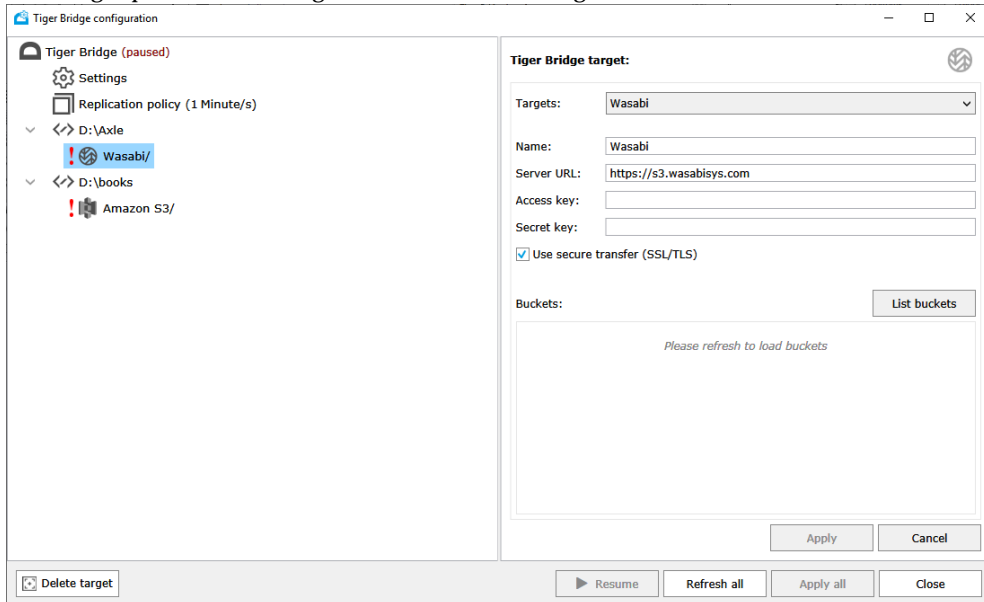 Tiger Bridge configuration
Tiger Bridge (paused)
Settings
Replication policy (1 Minute/s)
D:\Axle
! Wasabi/
D:\books
! Amazon S3/
Tiger Bridge target:
Targets: Wasabi
Name: Wasabi
Server URL: https://s3.wasabisys.com
Access key:
Secret key:
Use secure transfer (SSL/TLS)
Buckets: List buckets
Please refresh to load buckets
Apply Cancel
Delete target Resume Refresh all Apply all Close